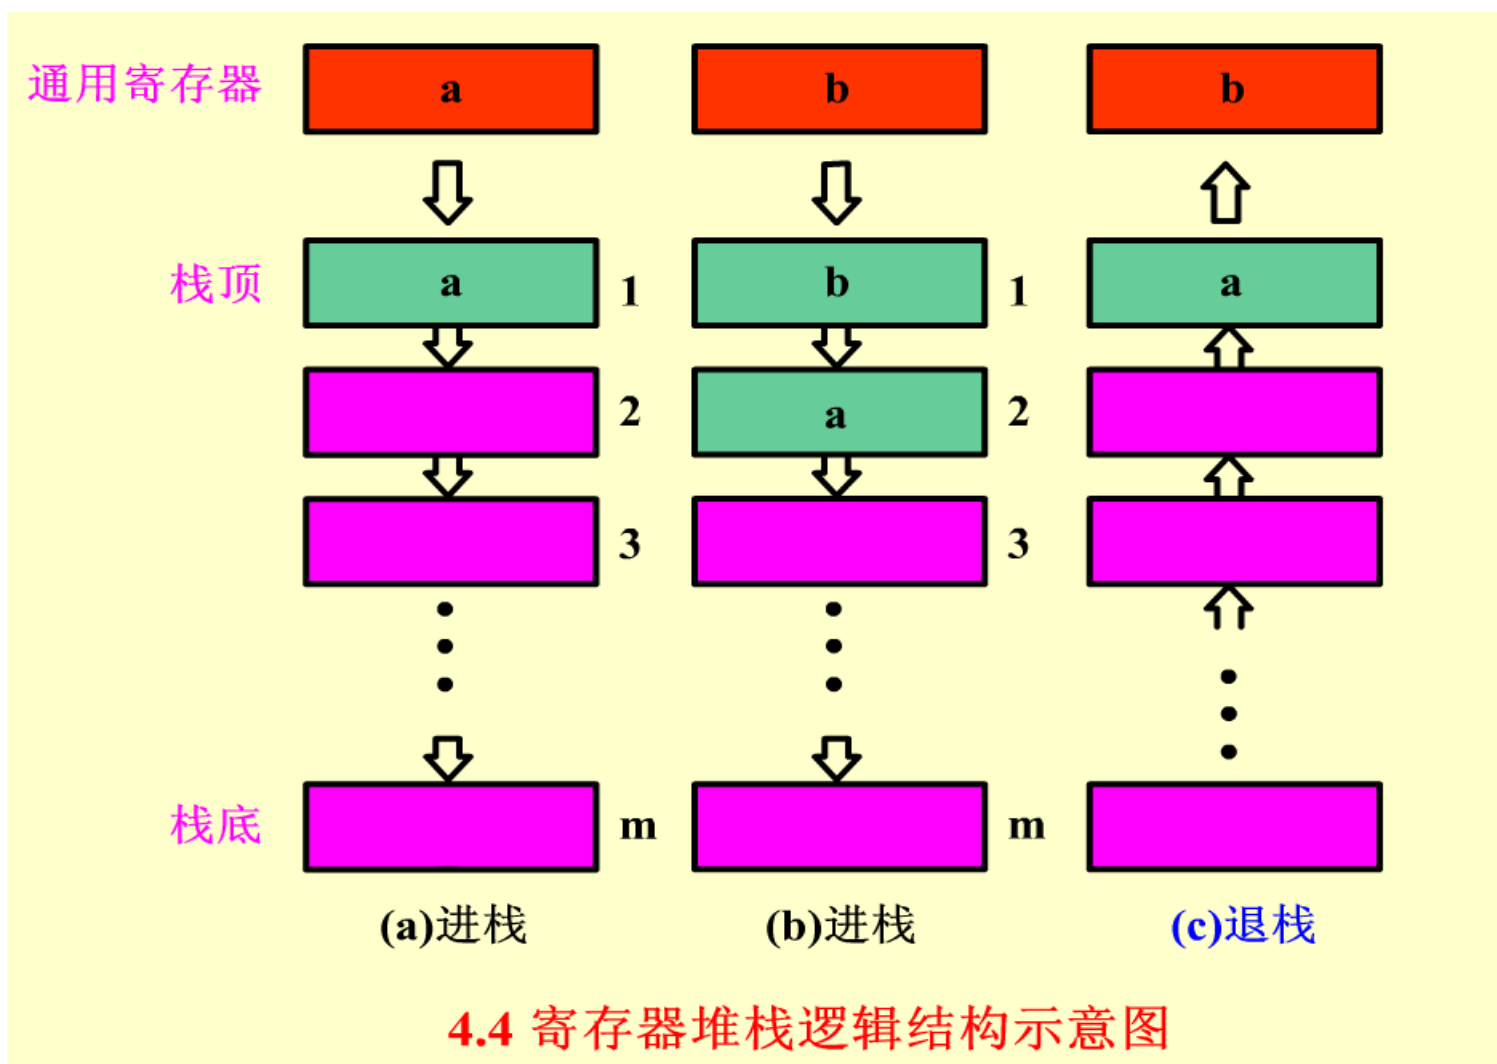 通用寄存器 a b b
栈顶 a 1 b 1 a
2 a 2
3 3
栈底 m m
(a)进栈 (b)进栈 (c)退栈
4.4 寄存器堆栈逻辑结构示意图